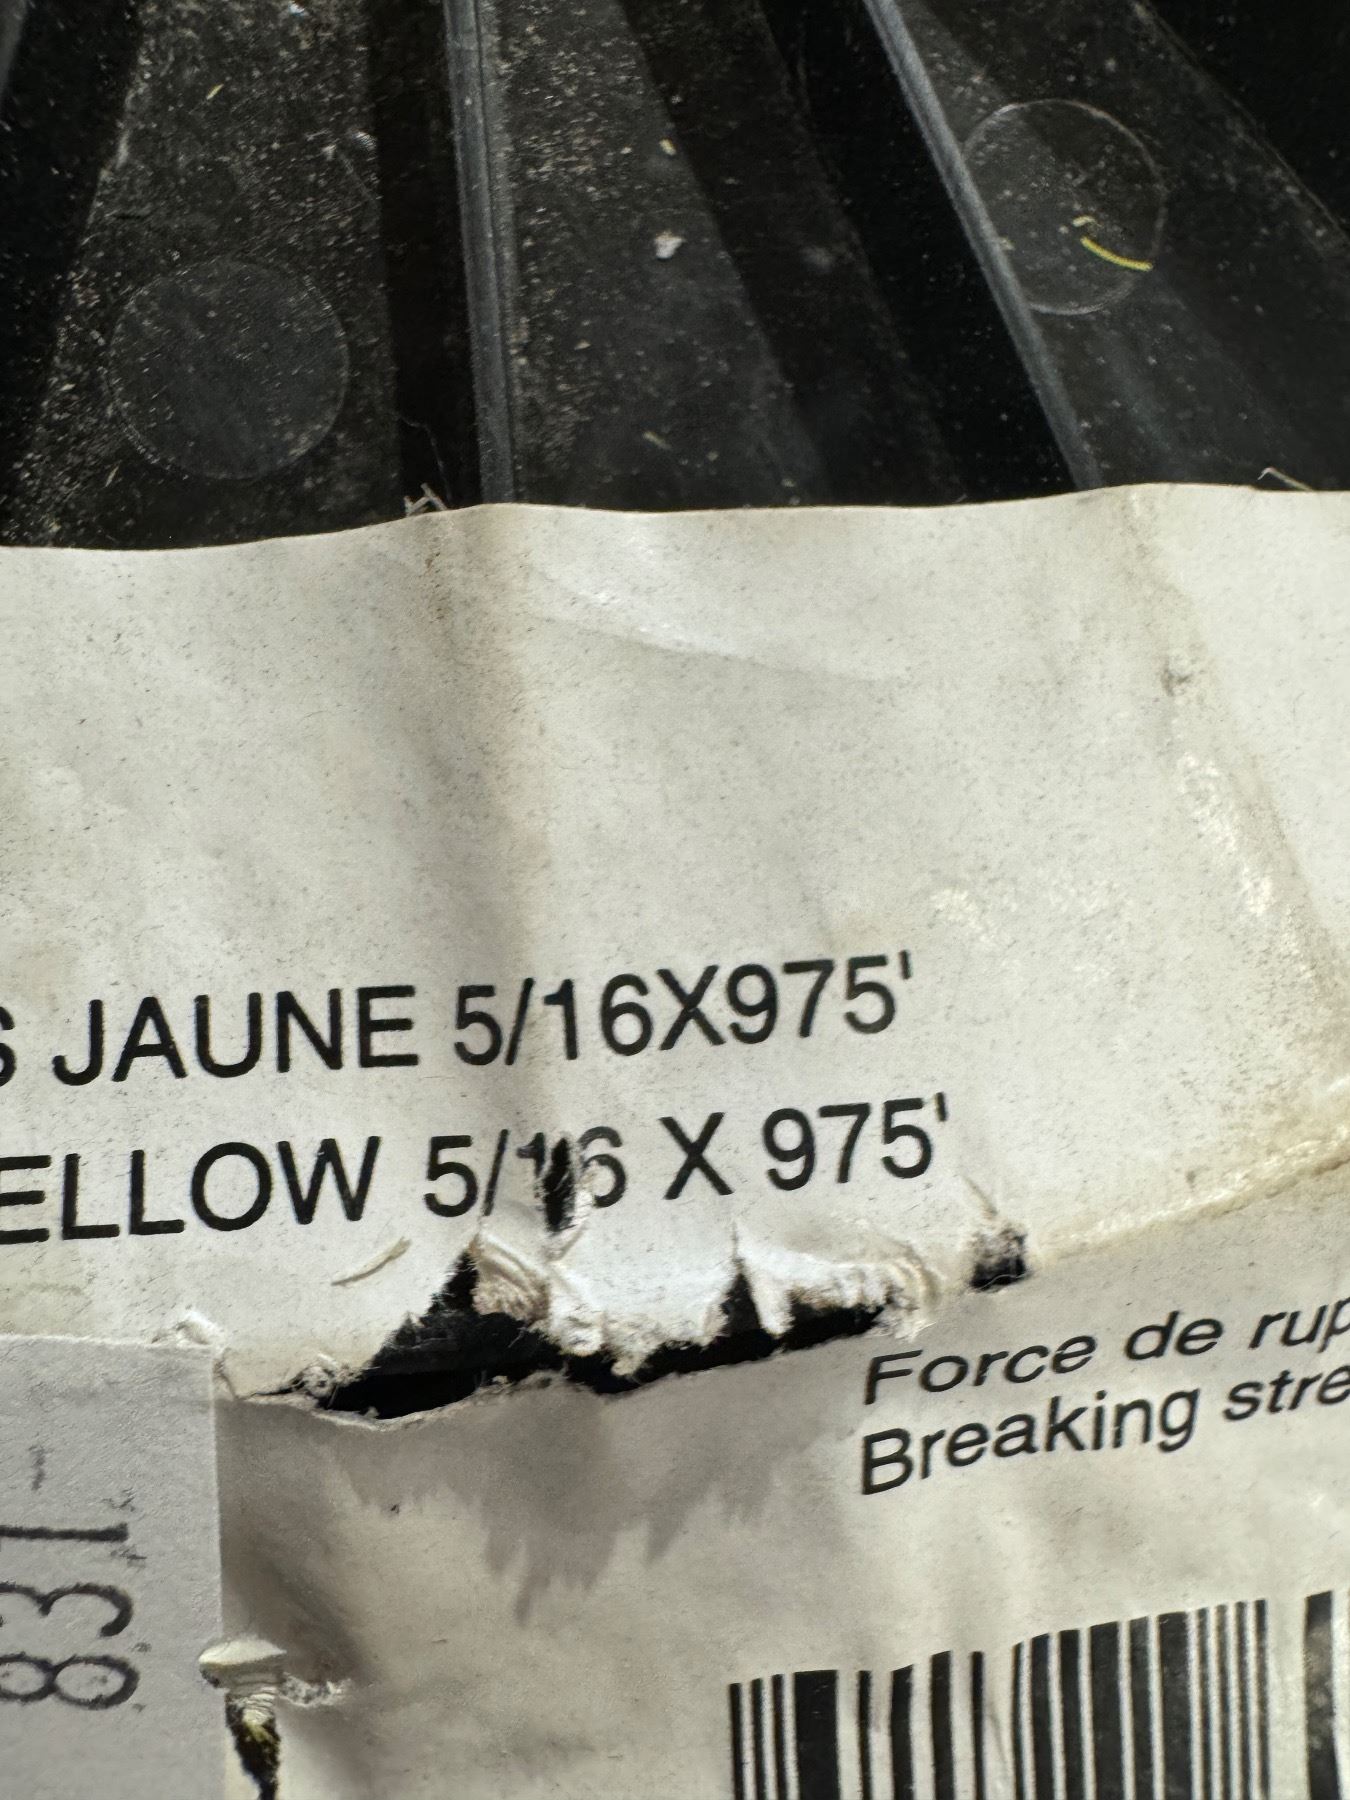 S JAUNE 5/16X975'
ELLOW 5/16 X 975'
Force de rup
Breaking stre
831-